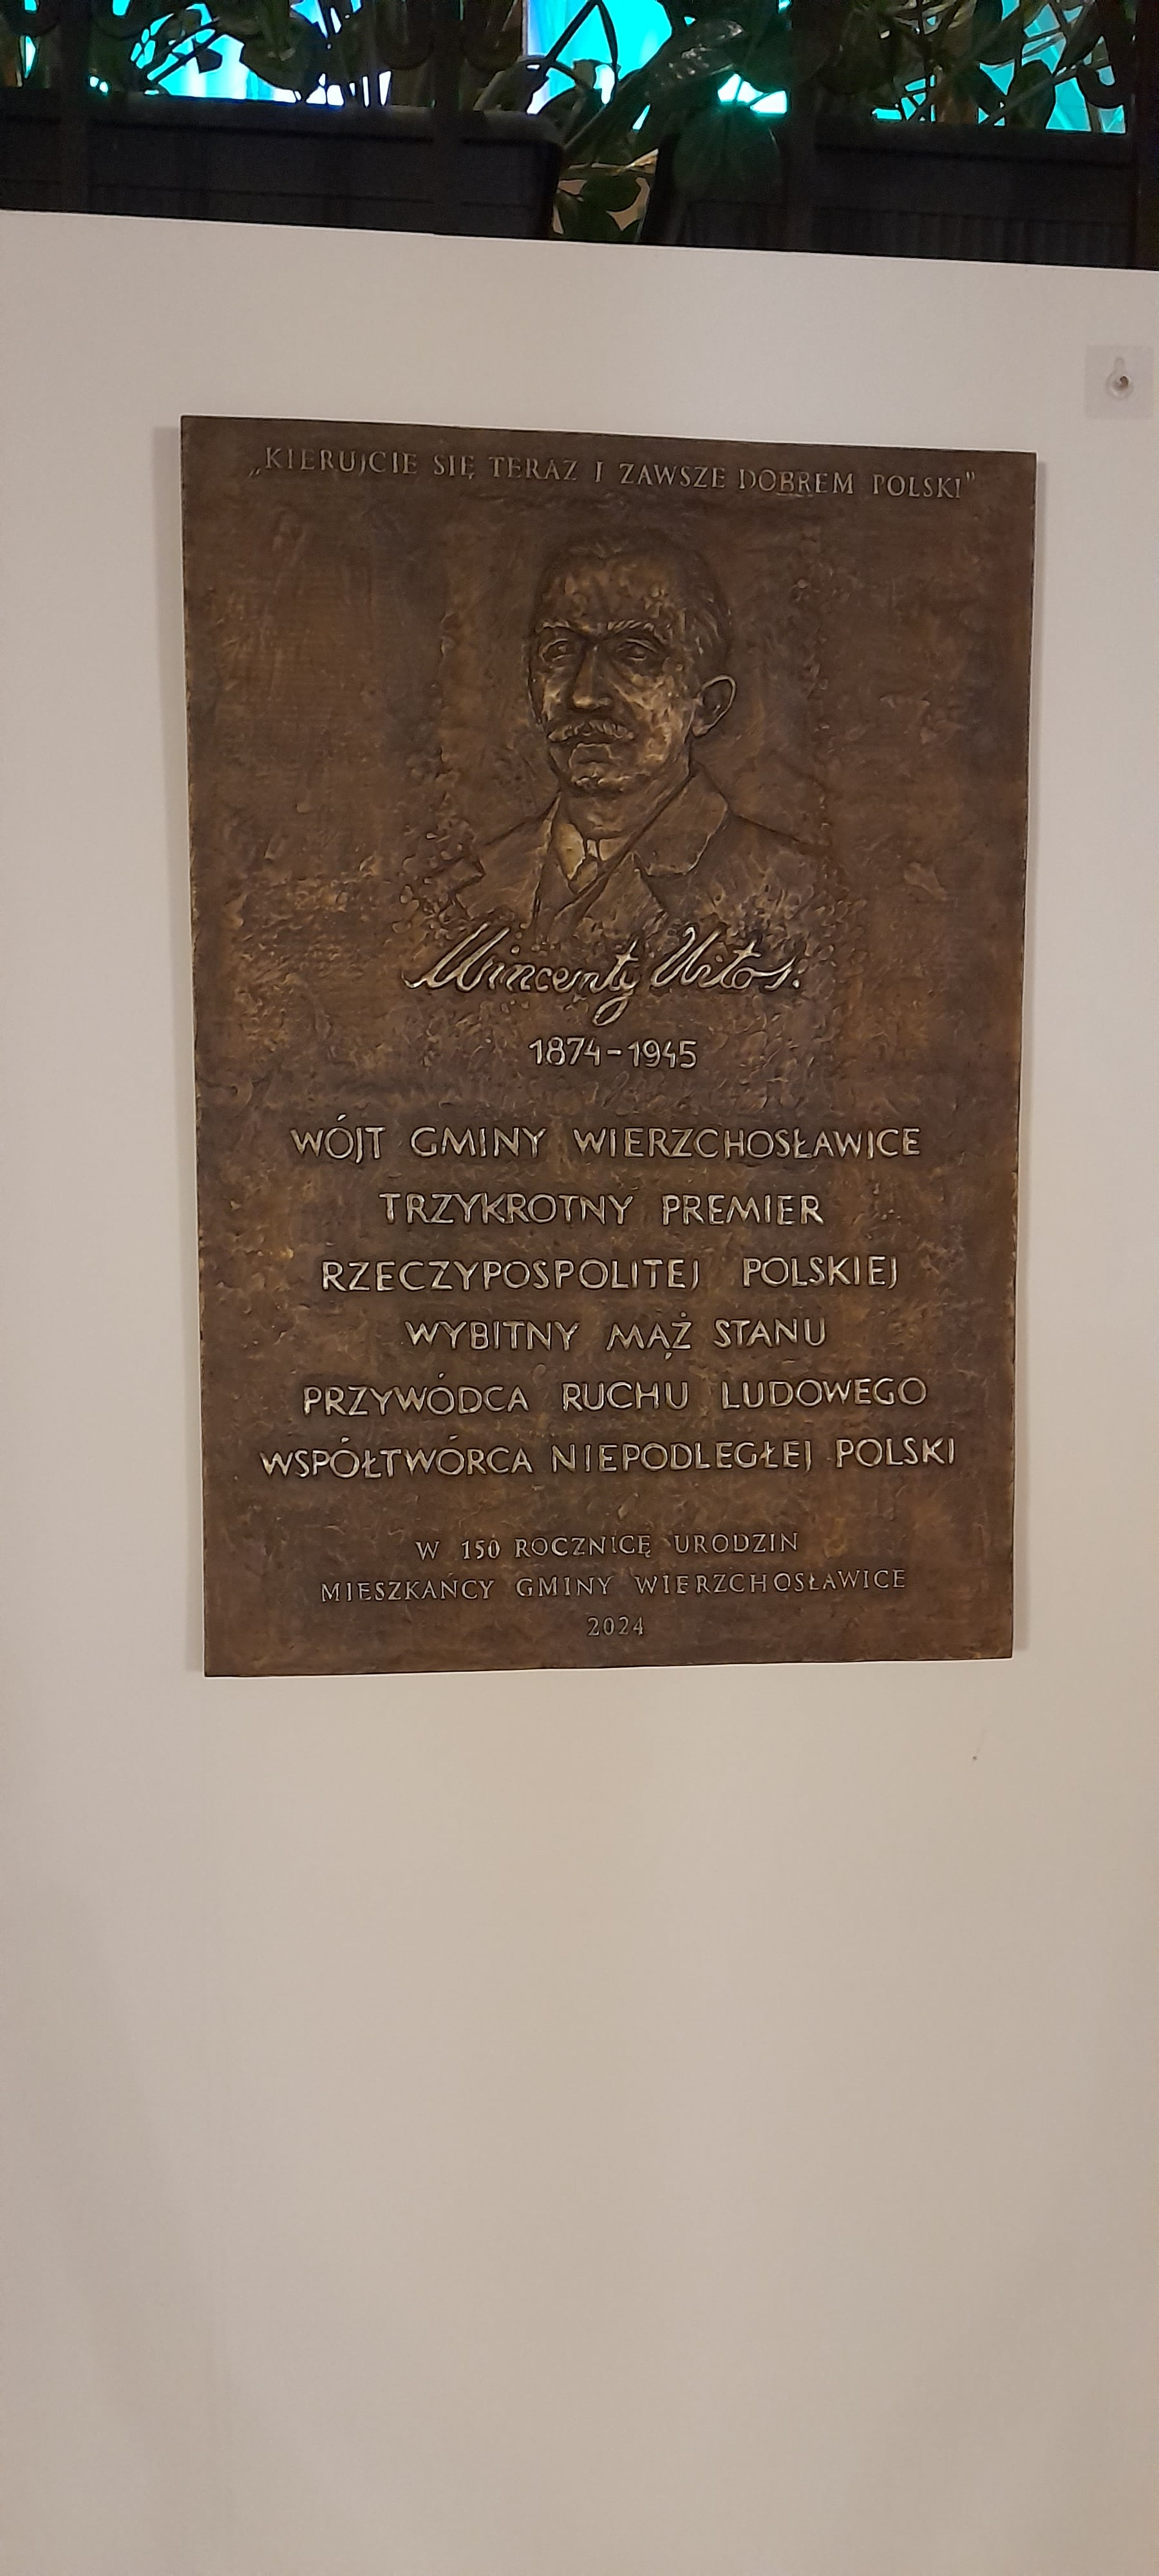 „KIERUJCIE SIĘ TERAZ I ZAWSZE DOBREM POLSKI”
Wincenty Witos.
1874-1945
WÓJT GMINY WIERZCHOSŁAWICE
TRZYKROTNY PREMIER
RZECZYPOSPOLITEJ POLSKIEJ
WYBITNY MĄŻ STANU
PRZYWÓDCA RUCHU LUDOWEGO
WSPÓŁTWÓRCA NIEPODLEGŁEJ POLSKI
W 150 ROCZNICĘ URODZIN
MIESZKAŃCY GMINY WIERZCHOSŁAWICE
2024